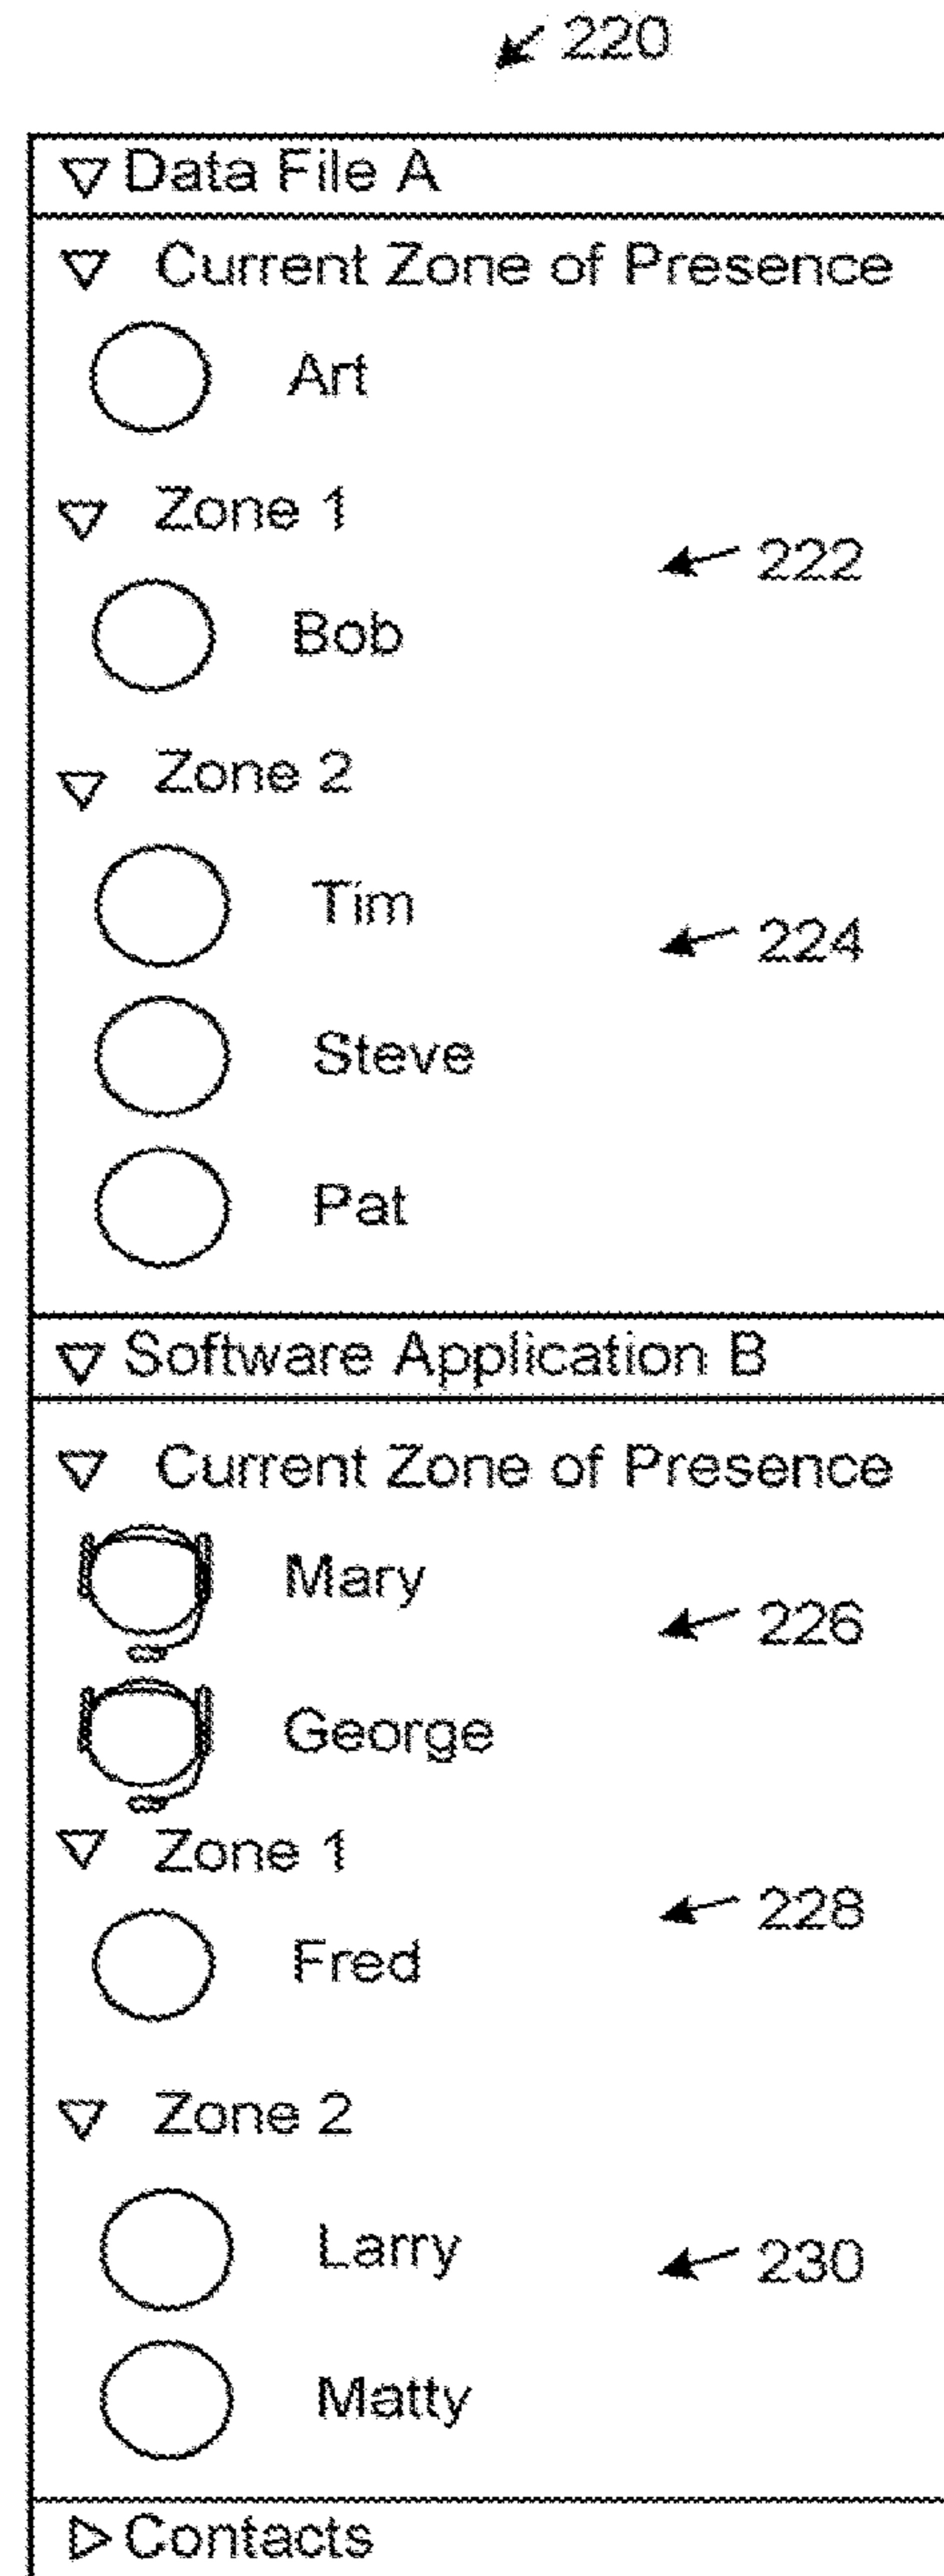 220
Data File A
Current Zone of Presence
Art
Zone 1
222
Bob
Zone 2
Tim
224
Steve
Pat
Software Application B
Current Zone of Presence
Mary
226
George
Zone 1
228
Fred
Zone 2
Larry
230
Matty
Contacts